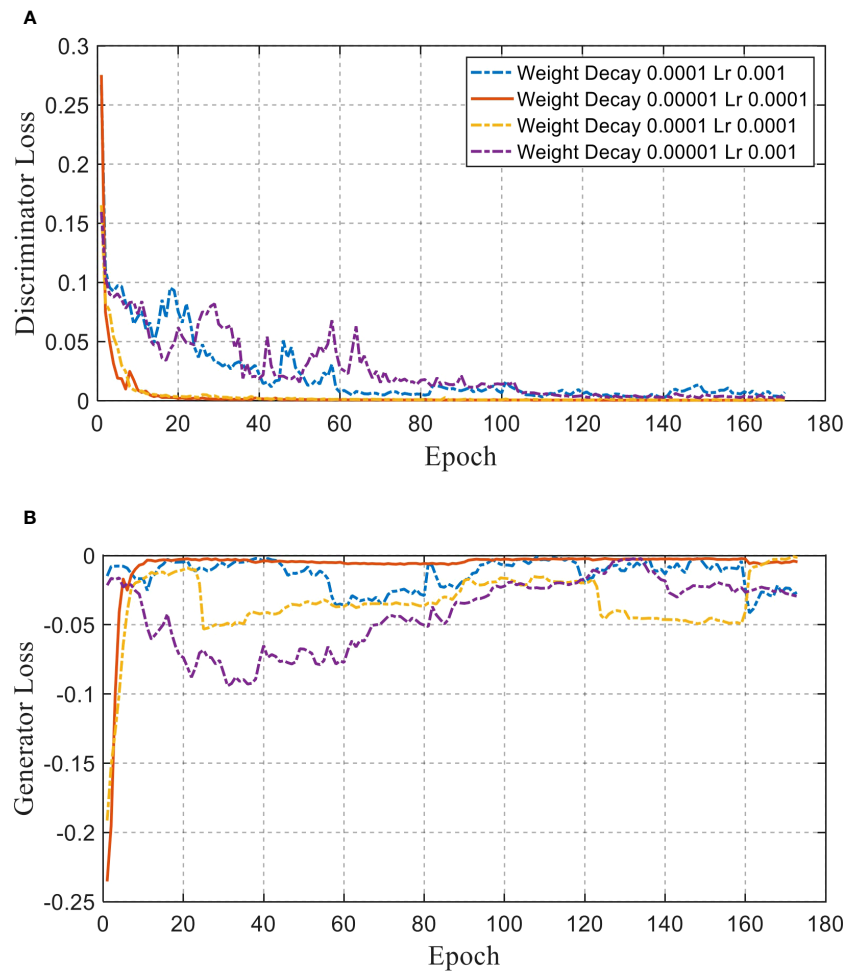 A
0.3
0.25
0.2
0.15
0.1
0.05
0
Discriminator Loss
Weight Decay 0.0001 Lr 0.001
Weight Decay 0.00001 Lr 0.0001
Weight Decay 0.0001 Lr 0.0001
Weight Decay 0.00001 Lr 0.001
0 20 40 60 80 100 120 140 160 180
Epoch
B
0
-0.05
-0.1
-0.15
-0.2
-0.25
Generator Loss
0 20 40 60 80 100 120 140 160 180
Epoch